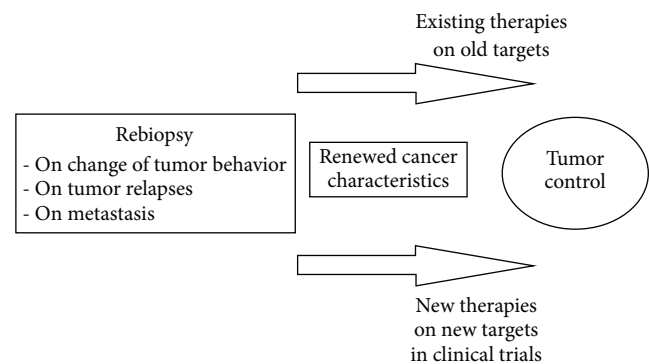 Existing therapies
on old targets
Rebiopsy
- On change of tumor behavior
- On tumor relapses
- On metastasis
Renewed cancer
characteristics
Tumor
control
New therapies
on new targets
in clinical trials